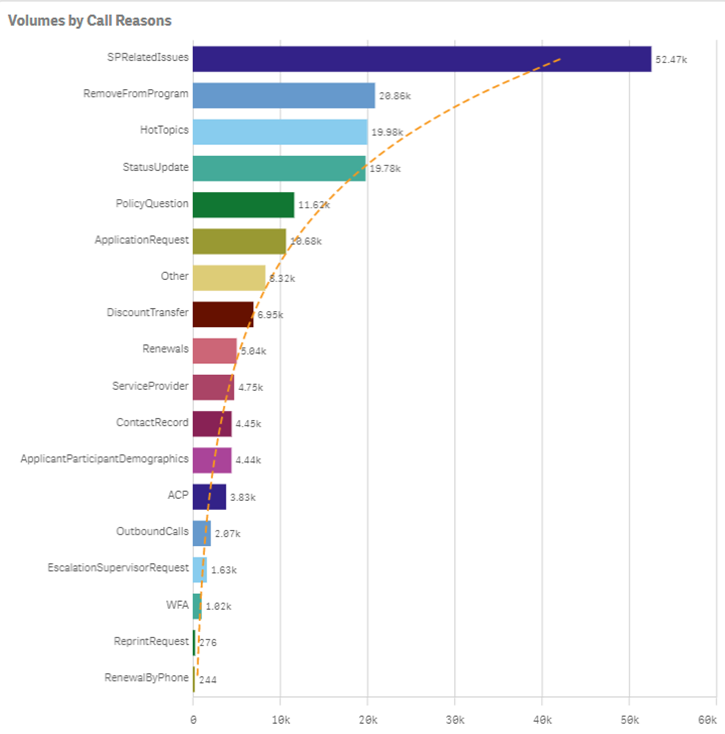 Volumes by Call Reasons
SPRelatedIssues 52.47k
RemoveFromProgram 20.86k
HotTopics 19.98k
StatusUpdate 19.78k
PolicyQuestion 11.62k
ApplicationRequest 10.68k
Other 8.32k
DiscountTransfer 6.95k
Renewals 5.04k
ServiceProvider 4.75k
ContactRecord 4.45k
ApplicantParticipantDemographics 4.44k
ACP 3.83k
OutboundCalls 2.07k
EscalationSupervisorRequest 1.63k
WFA 1.02k
ReprintRequest 276
RenewalByPhone 244
0 10k 20k 30k 40k 50k 60k